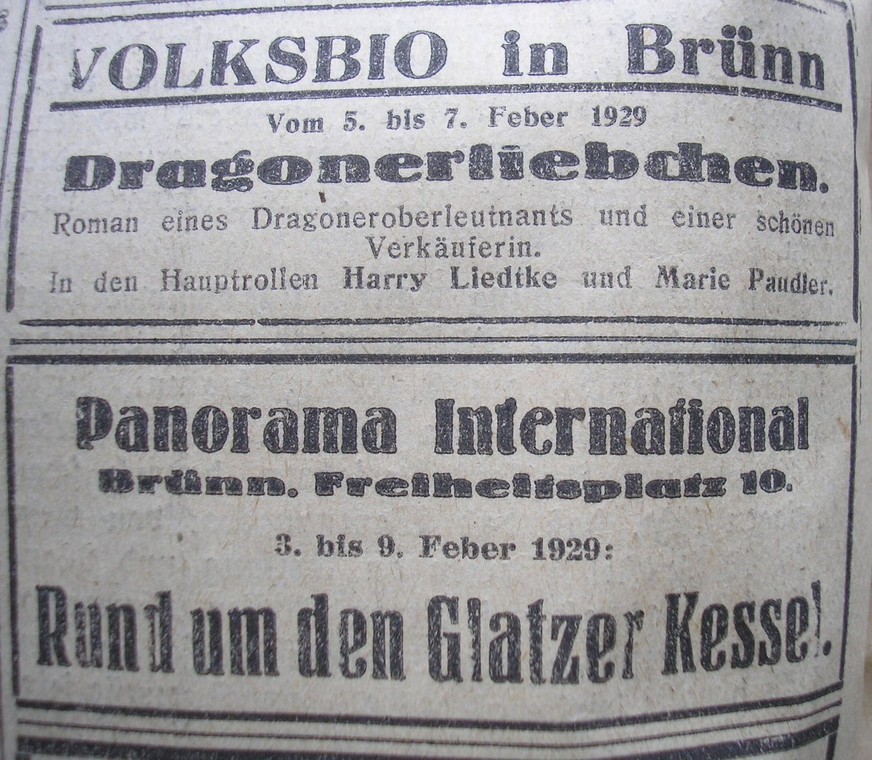 VOLKSBIO in Brünn
Vom 5. bis 7. Feber 1929
Dragonerliebchen.
Roman eines Dragoneroberleutnants und einer schönen
Verkäuferin.
In den Hauptrollen Harry Liedtke und Marie Paudler.
Panorama International
Brünn. Freiheitsplatz 10.
3. bis 9. Feber 1929:
Rund um den Glatzer Kessel.